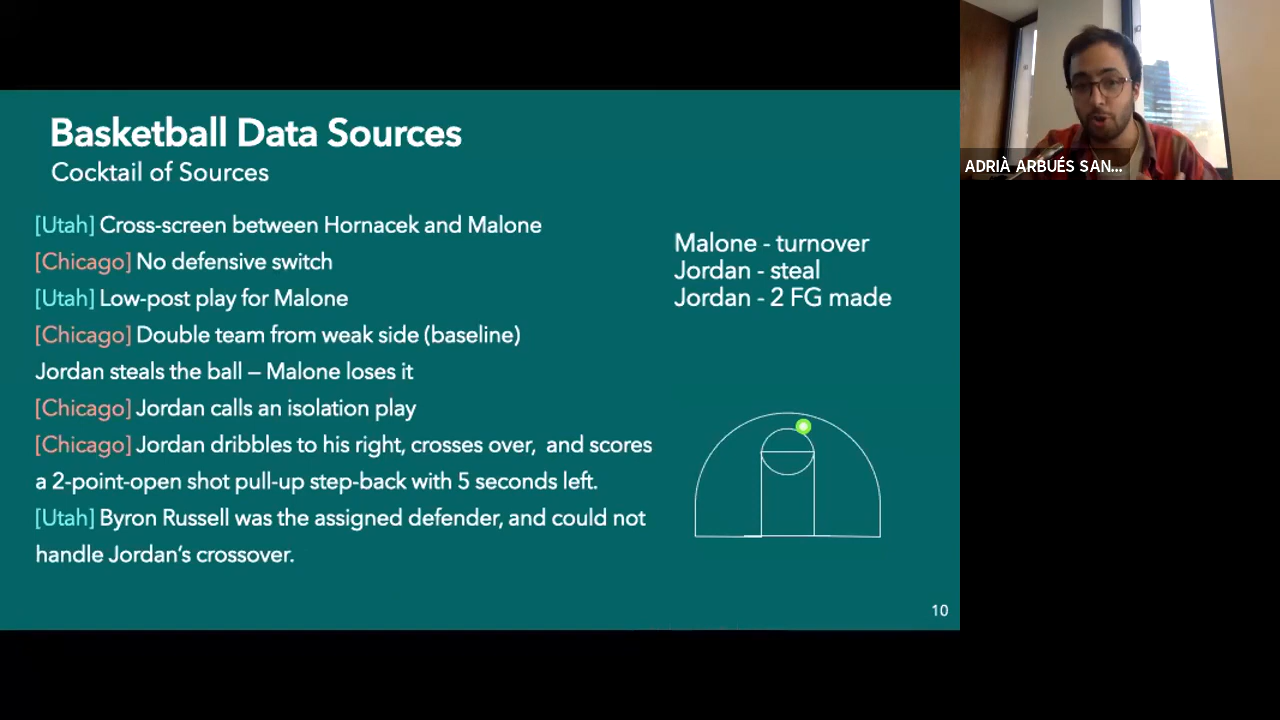 Basketball Data Sources
Cocktail of Sources
[Utah] Cross-screen between Hornacek and Malone
[Chicago] No defensive switch
[Utah] Low-post play for Malone
[Chicago] Double team from weak side (baseline)
Jordan steals the ball – Malone loses it
[Chicago] Jordan calls an isolation play
[Chicago] Jordan dribbles to his right, crosses over, and scores
a 2-point-open shot pull-up step-back with 5 seconds left.
[Utah] Byron Russell was the assigned defender, and could not
handle Jordan's crossover.
Malone - turnover
Jordan - steal
Jordan - 2 FG made
10
ADRIÀ ARBUÉS SAN...